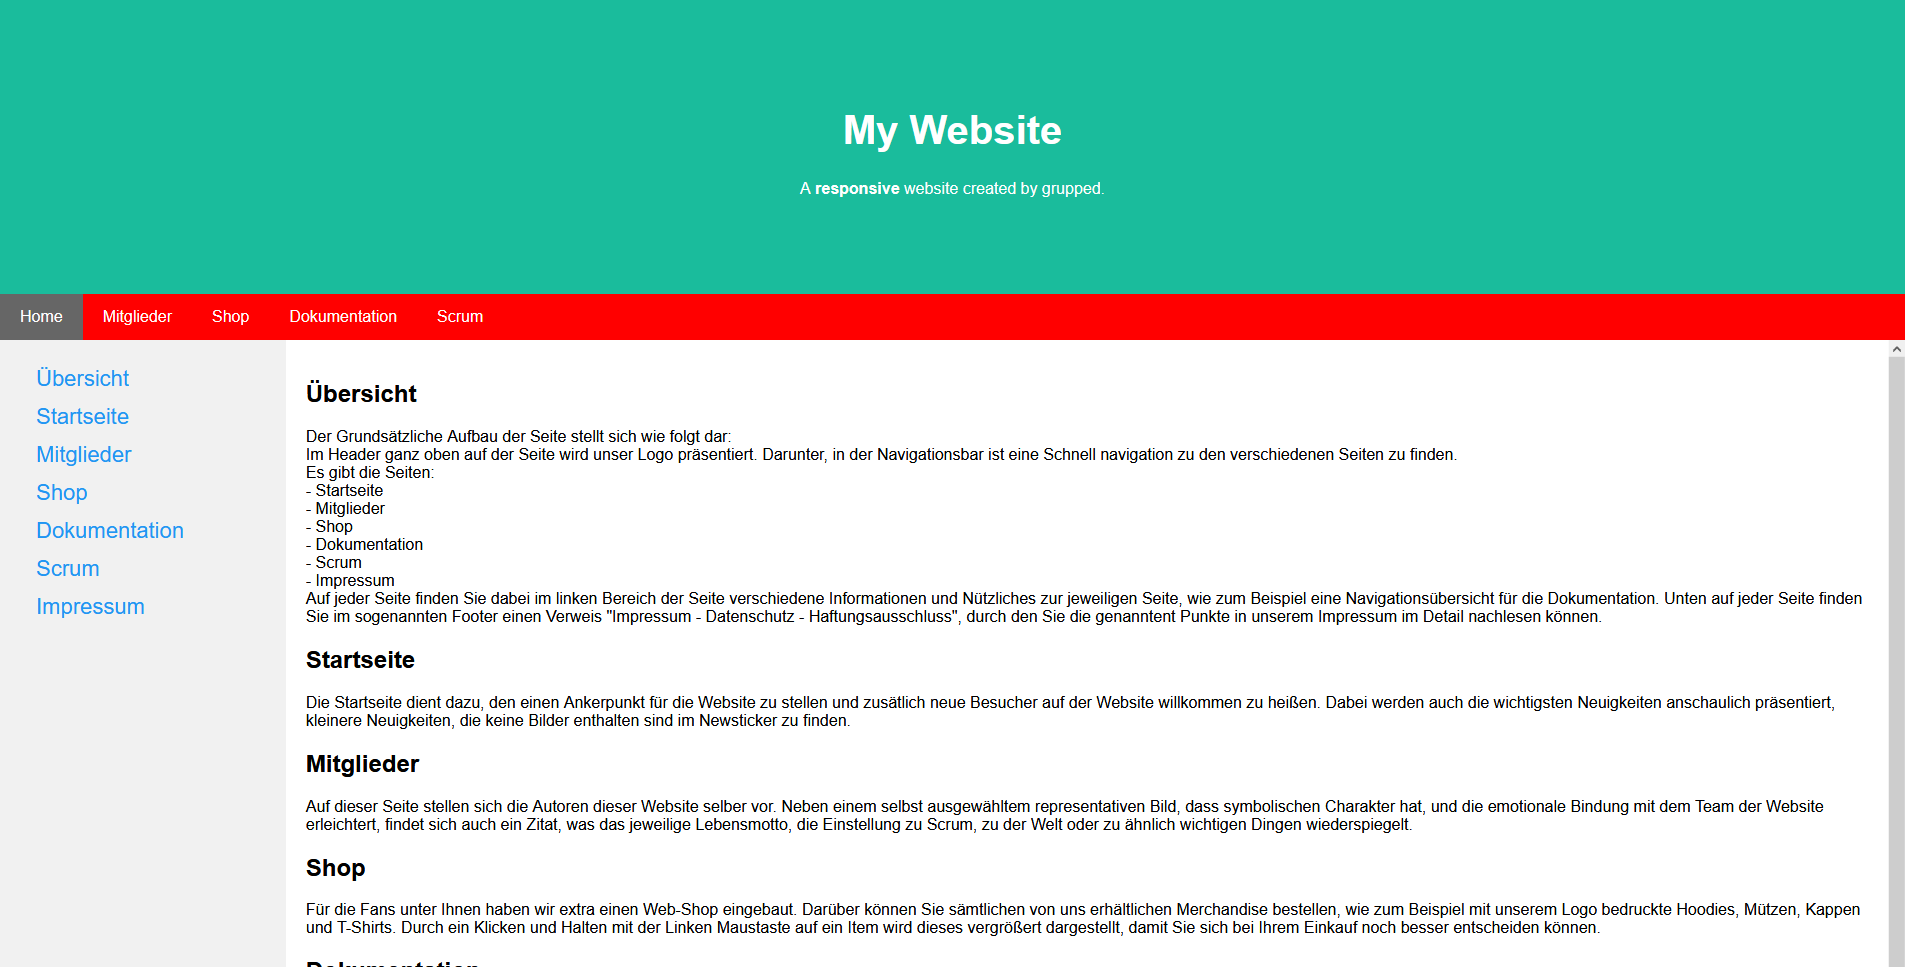 My Website
A responsive website created by grupped.
Home Mitglieder Shop Dokumentation Scrum
Übersicht
Startseite
Mitglieder
Shop
Dokumentation
Scrum
Impressum
Übersicht
Der Grundsätzliche Aufbau der Seite stellt sich wie folgt dar:
Im Header ganz oben auf der Seite wird unser Logo präsentiert. Darunter, in der Navigationsbar ist eine Schnell navigation zu den verschiedenen Seiten zu finden.
Es gibt die Seiten:
- Startseite
- Mitglieder
- Shop
- Dokumentation
- Scrum
- Impressum
Auf jeder Seite finden Sie dabei im linken Bereich der Seite verschiedene Informationen und Nützliches zur jeweiligen Seite, wie zum Beispiel eine Navigationsübersicht für die Dokumentation. Unten auf jeder Seite finden
Sie im sogenannten Footer einen Verweis "Impressum - Datenschutz - Haftungsausschluss", durch den Sie die genanntent Punkte in unserem Impressum im Detail nachlesen können.
Startseite
Die Startseite dient dazu, den einen Ankerpunkt für die Website zu stellen und zusätlich neue Besucher auf der Website willkommen zu heißen. Dabei werden auch die wichtigsten Neuigkeiten anschaulich präsentiert,
kleinere Neuigkeiten, die keine Bilder enthalten sind im Newsticker zu finden.
Mitglieder
Auf dieser Seite stellen sich die Autoren dieser Website selber vor. Neben einem selbst ausgewähltem representativen Bild, dass symbolischen Charakter hat, und die emotionale Bindung mit dem Team der Website
erleichtert, findet sich auch ein Zitat, was das jeweilige Lebensmotto, die Einstellung zu Scrum, zu der Welt oder zu ähnlich wichtigen Dingen wiederspiegelt.
Shop
Für die Fans unter Ihnen haben wir extra einen Web-Shop eingebaut. Darüber können Sie sämtlichen von uns erhältlichen Merchandise bestellen, wie zum Beispiel mit unserem Logo bedruckte Hoodies, Mützen, Kappen
und T-Shirts. Durch ein Klicken und Halten mit der Linken Maustaste auf ein Item wird dieses vergrößert dargestellt, damit Sie sich bei Ihrem Einkauf noch besser entscheiden können.
Dokumentation